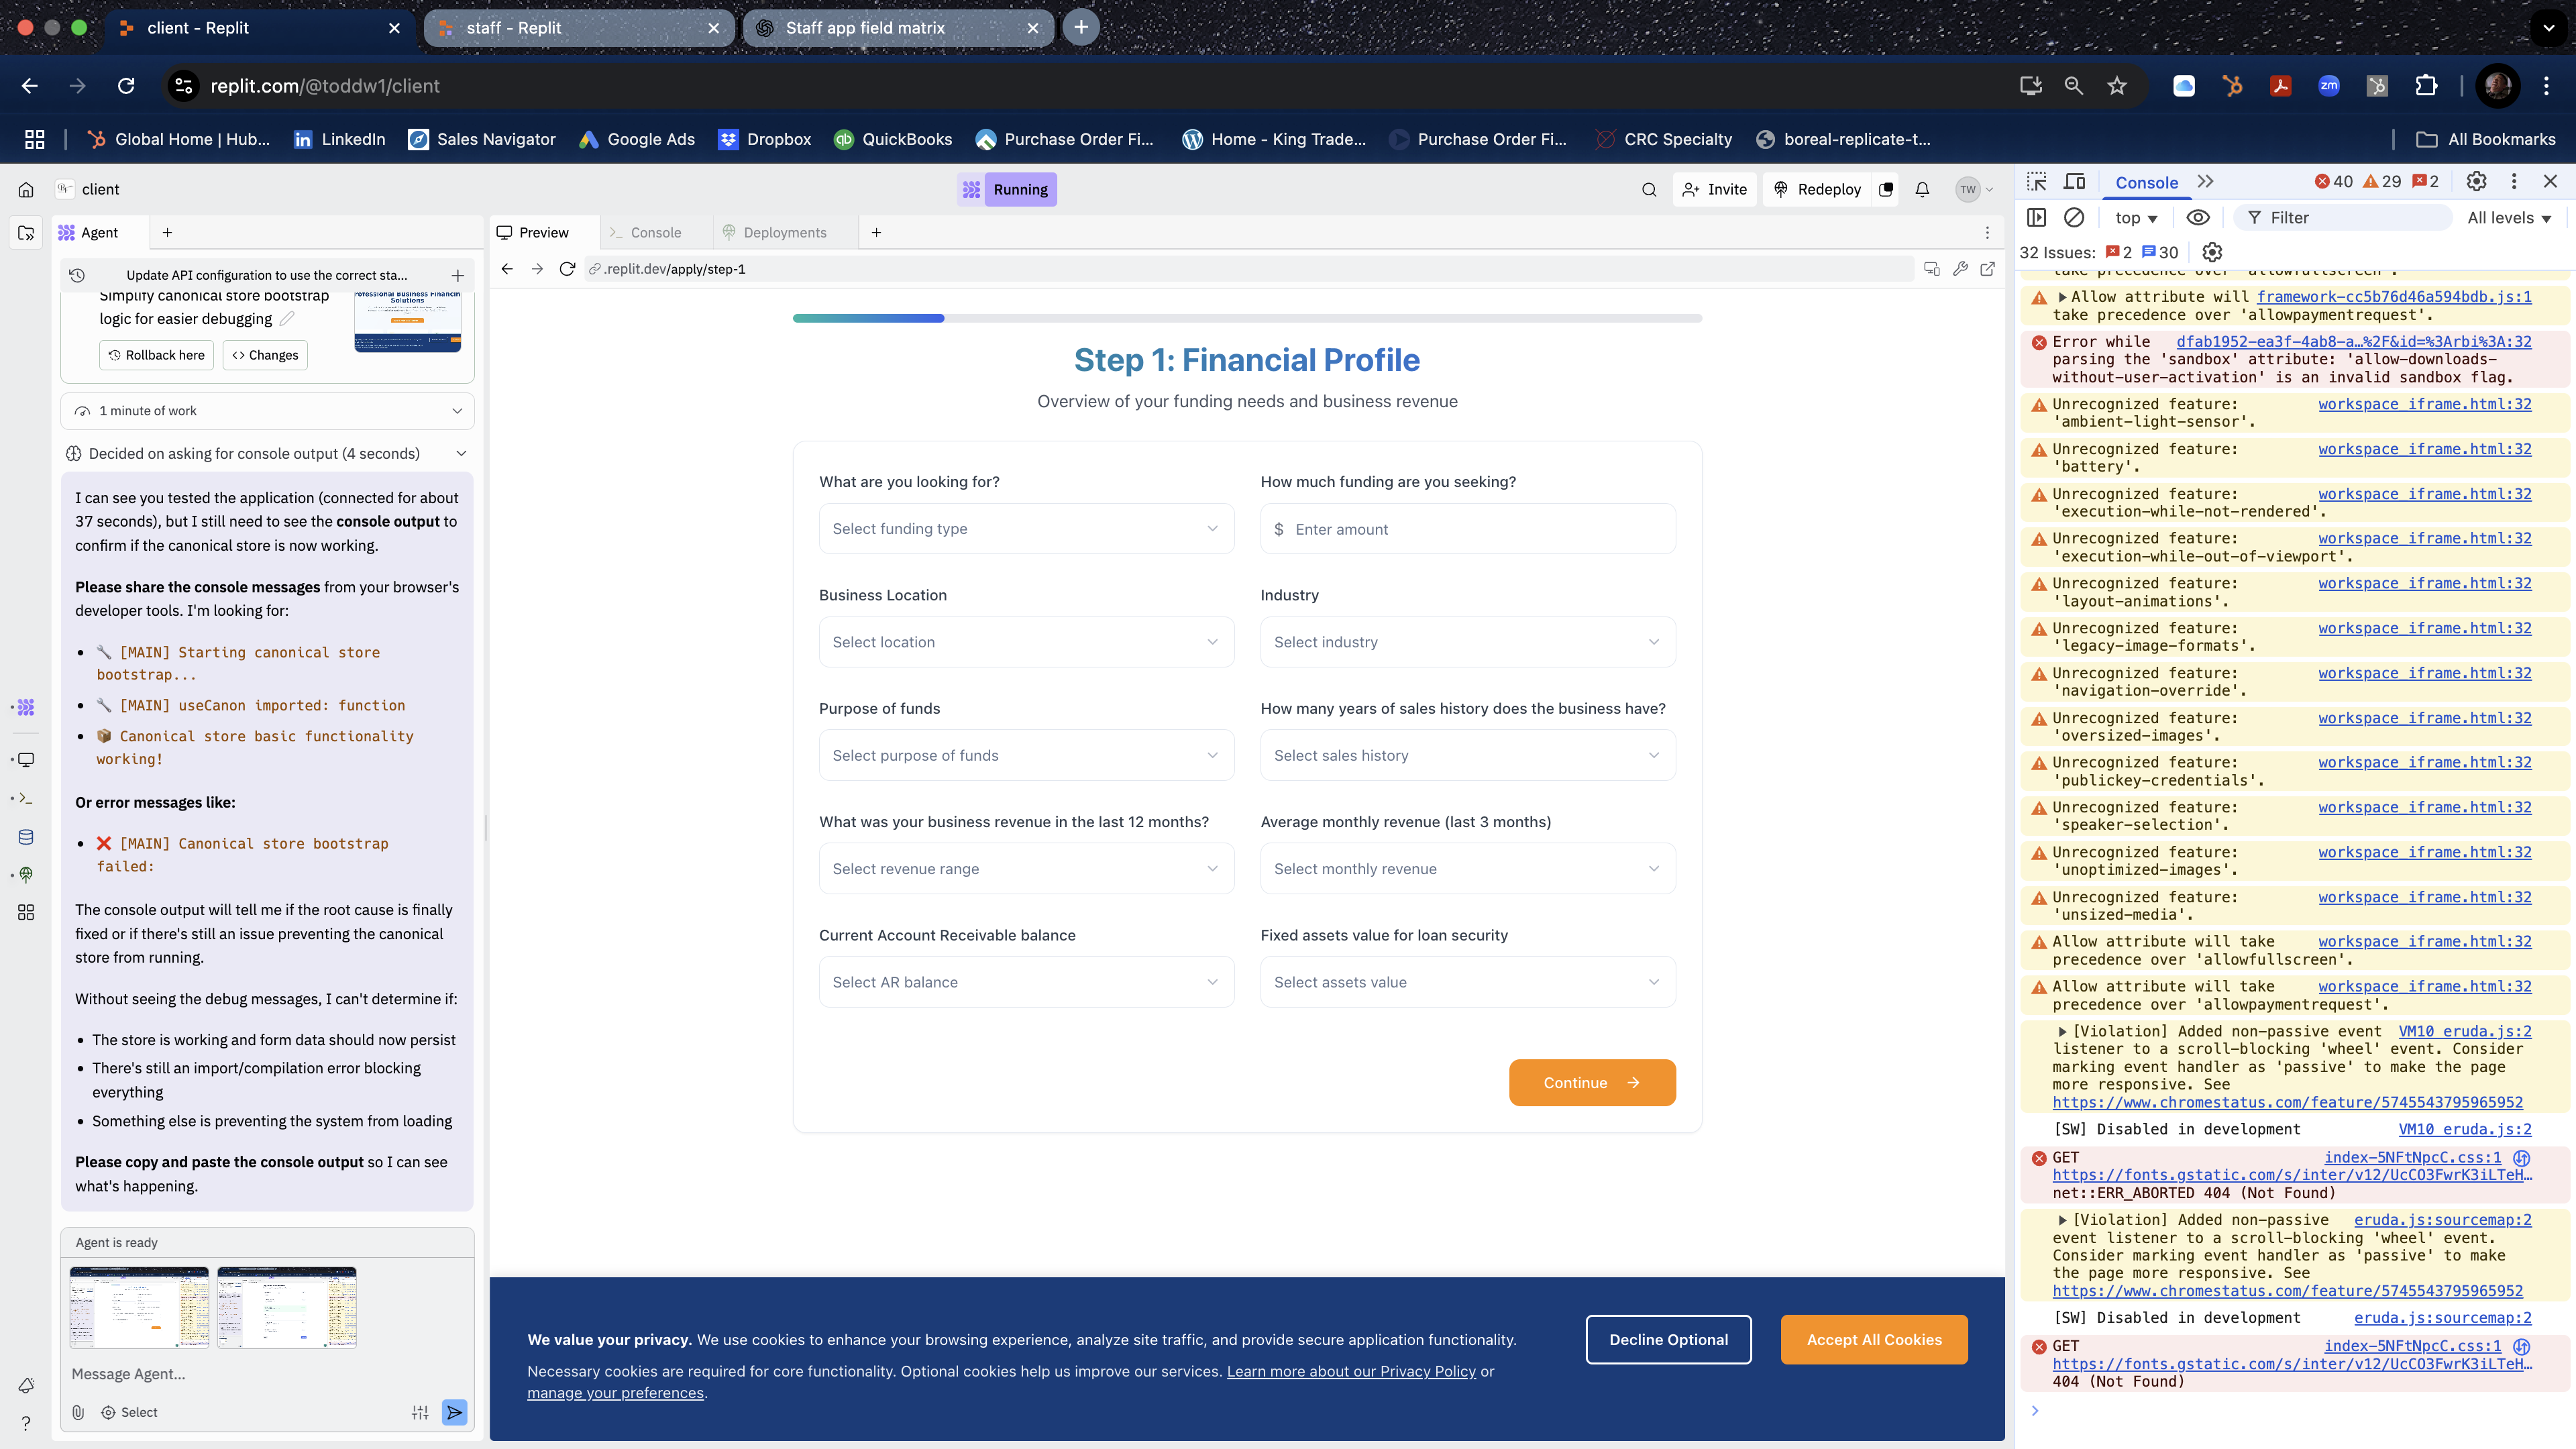 client - Replit
staff - Replit
Staff app field matrix
replit.com/@toddw1/client
zm
Global Home | Hub...
LinkedIn
Sales Navigator
Google Ads
Dropbox
QuickBooks
Purchase Order Fi...
Home - King Trade...
Purchase Order Fi...
CRC Specialty
boreal-replicate-t...
All Bookmarks
client
Running
Invite
Redeploy
TW
Agent
Preview
Console
Deployments
.replit.dev/apply/step-1
Update API configuration to use the correct sta...
Simplify canonical store bootstrap
logic for easier debugging
Rollback here
Changes
1 minute of work
Decided on asking for console output (4 seconds)
I can see you tested the application (connected for about
37 seconds), but I still need to see the console output to
confirm if the canonical store is now working.
Please share the console messages from your browser's
developer tools. I'm looking for:
• 🔧 [MAIN] Starting canonical store
bootstrap...
• 🔧 [MAIN] useCanon imported: function
• 📦 Canonical store basic functionality
working!
Or error messages like:
• ❌ [MAIN] Canonical store bootstrap
failed:
The console output will tell me if the root cause is finally
fixed or if there's still an issue preventing the canonical
store from running.
Without seeing the debug messages, I can't determine if:
• The store is working and form data should now persist
• There's still an import/compilation error blocking
everything
• Something else is preventing the system from loading
Please copy and paste the console output so I can see
what's happening.
Agent is ready
Message Agent...
Select
Step 1: Financial Profile
Overview of your funding needs and business revenue
What are you looking for?
Select funding type
How much funding are you seeking?
$ Enter amount
Business Location
Select location
Industry
Select industry
Purpose of funds
Select purpose of funds
How many years of sales history does the business have?
Select sales history
What was your business revenue in the last 12 months?
Select revenue range
Average monthly revenue (last 3 months)
Select monthly revenue
Current Account Receivable balance
Select AR balance
Fixed assets value for loan security
Select assets value
Continue →
We value your privacy. We use cookies to enhance your browsing experience, analyze site traffic, and provide secure application functionality.
Necessary cookies are required for core functionality. Optional cookies help us improve our services. Learn more about our Privacy Policy or
manage your preferences.
Decline Optional
Accept All Cookies
Console
40 29 2
top
Filter
All levels
32 Issues: 2 30
take precedence over 'allowfullscreen'.
Allow attribute will framework-cc5b76d46a594bdb.js:1
take precedence over 'allowpaymentrequest'.
Error while dfab1952-ea3f-4ab8-a…%2F&id=%3Arbi%3A:32
parsing the 'sandbox' attribute: 'allow-downloads-
without-user-activation' is an invalid sandbox flag.
Unrecognized feature: workspace_iframe.html:32
'ambient-light-sensor'.
Unrecognized feature: workspace_iframe.html:32
'battery'.
Unrecognized feature: workspace_iframe.html:32
'execution-while-not-rendered'.
Unrecognized feature: workspace_iframe.html:32
'execution-while-out-of-viewport'.
Unrecognized feature: workspace_iframe.html:32
'layout-animations'.
Unrecognized feature: workspace_iframe.html:32
'legacy-image-formats'.
Unrecognized feature: workspace_iframe.html:32
'navigation-override'.
Unrecognized feature: workspace_iframe.html:32
'oversized-images'.
Unrecognized feature: workspace_iframe.html:32
'publickey-credentials'.
Unrecognized feature: workspace_iframe.html:32
'speaker-selection'.
Unrecognized feature: workspace_iframe.html:32
'unoptimized-images'.
Unrecognized feature: workspace_iframe.html:32
'unsized-media'.
Allow attribute will take workspace_iframe.html:32
precedence over 'allowfullscreen'.
Allow attribute will take workspace_iframe.html:32
precedence over 'allowpaymentrequest'.
[Violation] Added non-passive event VM10 eruda.js:2
listener to a scroll-blocking 'wheel' event. Consider
marking event handler as 'passive' to make the page
more responsive. See
https://www.chromestatus.com/feature/5745543795965952
[SW] Disabled in development VM10 eruda.js:2
GET index-5NFtNpcC.css:1
https://fonts.gstatic.com/s/inter/v12/UcCO3FwrK3iLTeH…
net::ERR_ABORTED 404 (Not Found)
[Violation] Added non-passive eruda.js:sourcemap:2
event listener to a scroll-blocking 'wheel' event.
Consider marking event handler as 'passive' to make
the page more responsive. See
https://www.chromestatus.com/feature/5745543795965952
[SW] Disabled in development eruda.js:sourcemap:2
GET index-5NFtNpcC.css:1
https://fonts.gstatic.com/s/inter/v12/UcCO3FwrK3iLTeH…
404 (Not Found)